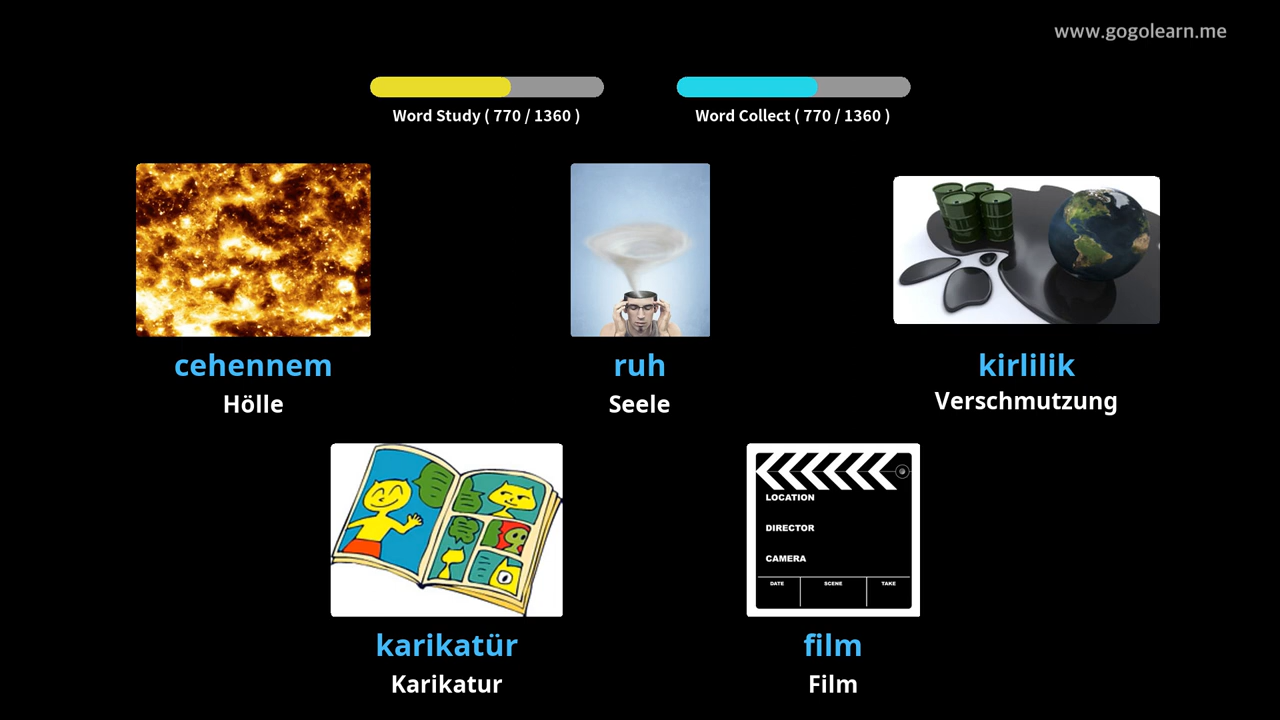 www.gogolearn.me
Word Study ( 770 / 1360 )
Word Collect ( 770 / 1360 )
cehennem
Hölle
ruh
Seele
kirlilik
Verschmutzung
LOCATION
DIRECTOR
CAMERA
DATE SCENE TAKE
karikatür
Karikatur
film
Film